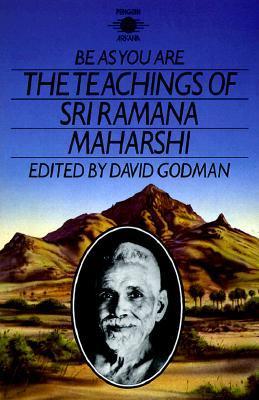 PENGUIN
ARKANA
BE AS YOU ARE
THE TEACHINGS OF
SRI RAMANA
MAHARSHI
EDITED BY DAVID GODMAN